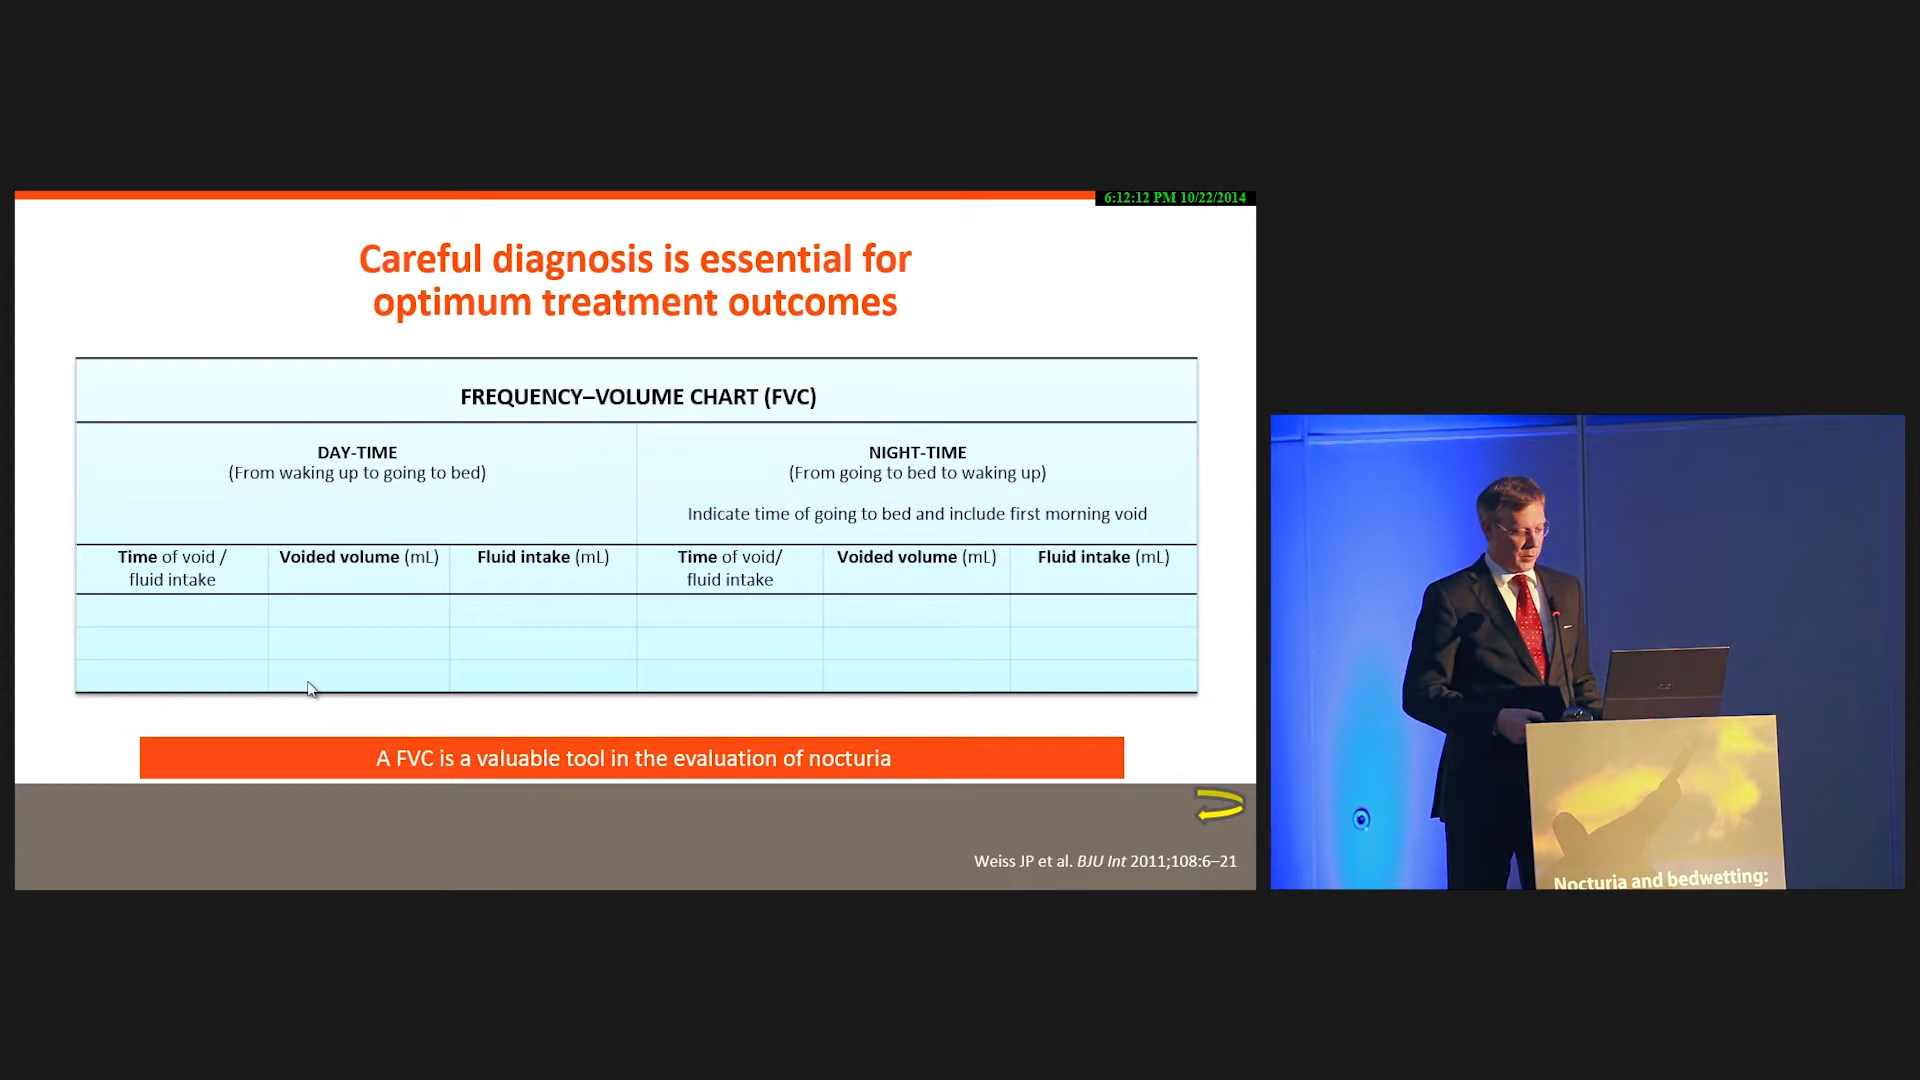 6:12:12 PM 10/22/2014
Careful diagnosis is essential for
optimum treatment outcomes
FREQUENCY–VOLUME CHART (FVC)
DAY-TIME
(From waking up to going to bed)
NIGHT-TIME
(From going to bed to waking up)
Indicate time of going to bed and include first morning void
Time of void /
fluid intake
Voided volume (mL)
Fluid intake (mL)
Time of void/
fluid intake
Voided volume (mL)
Fluid intake (mL)
A FVC is a valuable tool in the evaluation of nocturia
Weiss JP et al. BJU Int 2011;108:6–21
Nocturia and bedwetting: